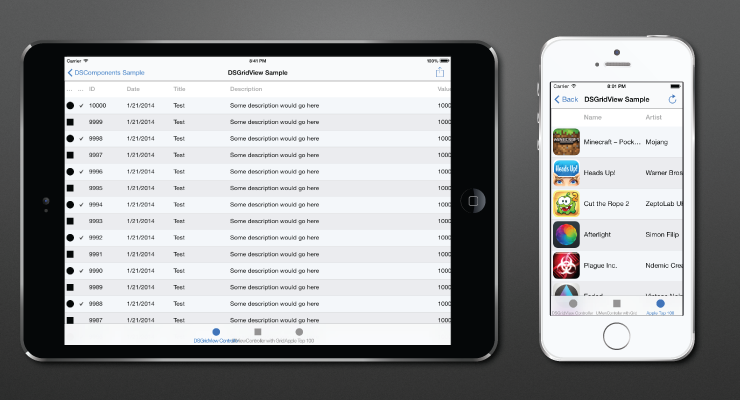 Carrier 8:41 PM 100%
DSComponents Sample DSGridView Sample
... ... ID Date Title Description Value
10000 1/21/2014 Test Some description would go here 1000
9999 1/21/2014 Test Some description would go here 1000
9998 1/21/2014 Test Some description would go here 1000
9997 1/21/2014 Test Some description would go here 1000
9996 1/21/2014 Test Some description would go here 1000
9995 1/21/2014 Test Some description would go here 1000
9994 1/21/2014 Test Some description would go here 1000
9993 1/21/2014 Test Some description would go here 1000
9992 1/21/2014 Test Some description would go here 1000
9991 1/21/2014 Test Some description would go here 1000
9990 1/21/2014 Test Some description would go here 1000
9989 1/21/2014 Test Some description would go here 1000
9988 1/21/2014 Test Some description would go here 1000
9987 1/21/2014 Test Some description would go here 1000
DSGridView Controller with Grid Apple Top 100
Carrier 8:01 PM
Back DSGridView Sample
Name Artist
Minecraft – Pock... Mojang
Heads Up! Heads Up! Warner Bros
Cut the Rope 2 ZeptoLab U
Afterlight Simon Filip
Plague Inc. Ndemic Crea
DSGridView Controller UIViewController with Gri Apple Top 100